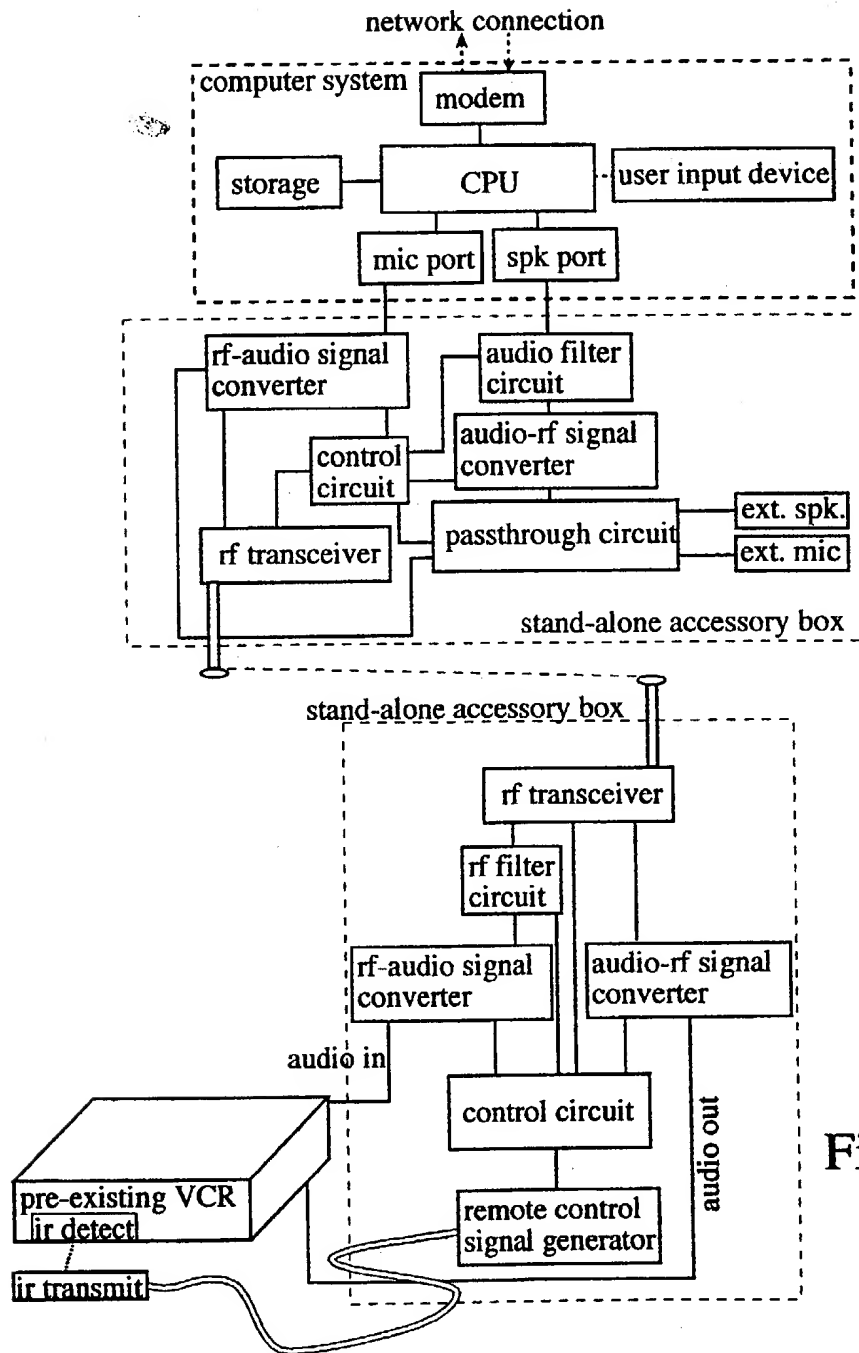 network connection
computer system
modem
storage
CPU
user input device
mic port
spk port
rf-audio signal
converter
audio filter
circuit
control
circuit
audio-rf signal
converter
rf transceiver
passthrough circuit
ext. spk.
ext. mic
stand-alone accessory box
stand-alone accessory box
rf transceiver
rf filter
circuit
rf-audio signal
converter
audio-rf signal
converter
audio in
control circuit
audio out
pre-existing VCR
ir detect
remote control
signal generator
ir transmit